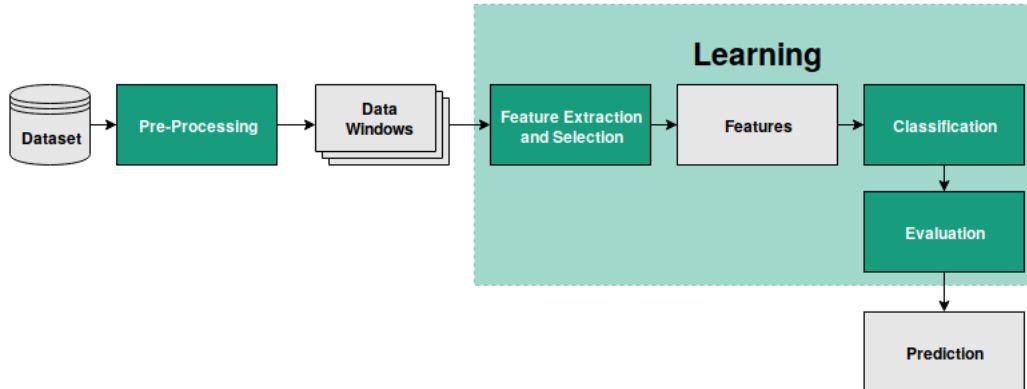 Learning
Dataset
Pre-Processing
Data
Windows
Feature Extraction
and Selection
Features
Classification
Evaluation
Prediction